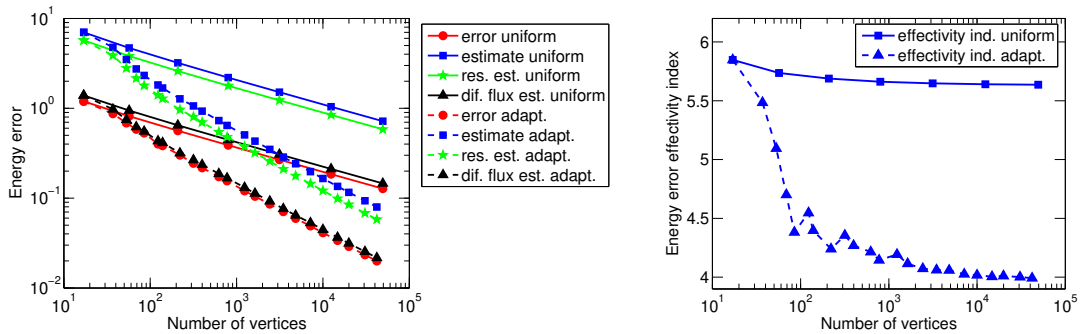 10^1
10^0
10^{-1}
10^{-2}
Energy error
10^1 10^2 10^3 10^4 10^5
Number of vertices
error uniform
estimate uniform
res. est. uniform
dif. flux est. uniform
error adapt.
estimate adapt.
res. est. adapt.
dif. flux est. adapt.
6
5.5
5
4.5
4
Energy error effectivity index
10^1 10^2 10^3 10^4 10^5
Number of vertices
effectivity ind. uniform
effectivity ind. adapt.